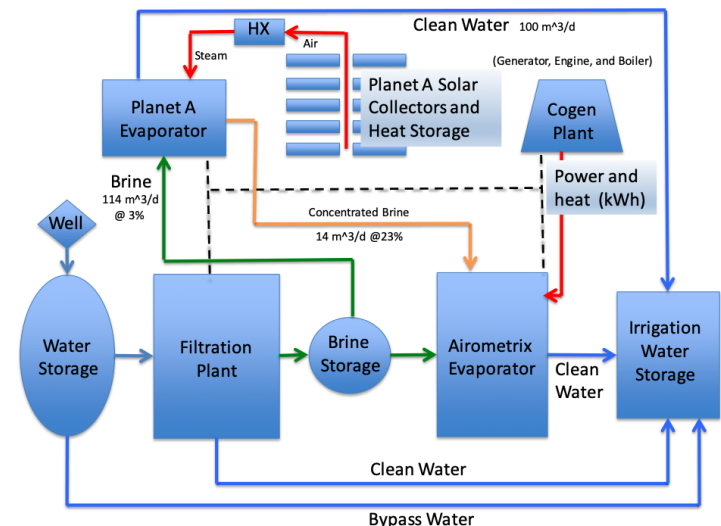 Clean Water 100 m^3/d
HX
Steam
Air
(Generator, Engine, and Boiler)
Planet A
Evaporator
Planet A Solar
Collectors and
Heat Storage
Cogen
Plant
Brine
114 m^3/d
@ 3%
Power and
heat (kWh)
Concentrated Brine
14 m^3/d @23%
Well
Water
Storage
Filtration
Plant
Brine
Storage
Airometrix
Evaporator
Clean
Water
Irrigation
Water
Storage
Clean Water
Bypass Water